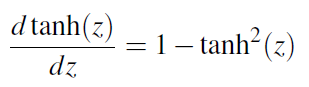 d tanh(z)/dz = 1 − tanh²(z)